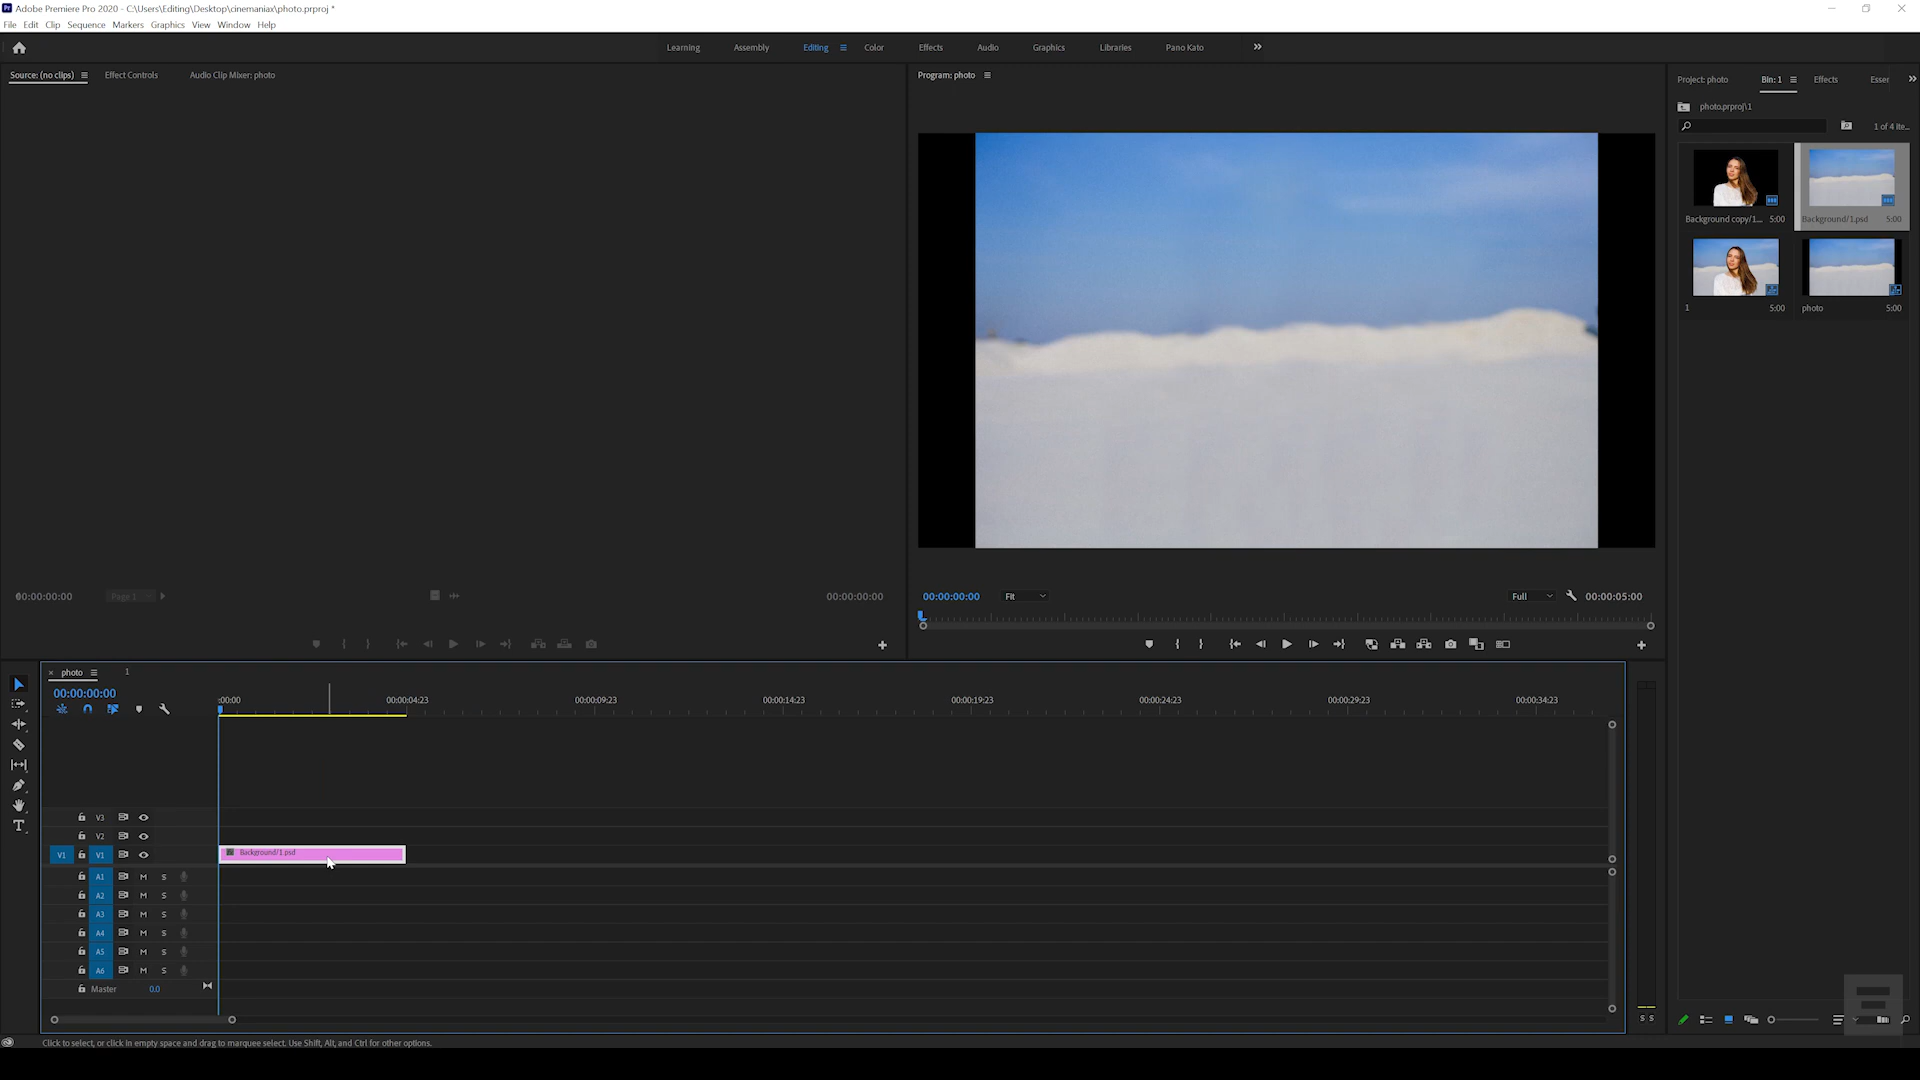 Adobe Premiere Pro 2020 - C:\Users\Editing\Desktop\cinemaniax\photo.prproj *
File Edit Clip Sequence Markers Graphics View Window Help
Learning Assembly Editing Color Effects Audio Graphics Libraries Pano Kato
Source: (no clips) Effect Controls Audio Clip Mixer: photo
Program: photo
Project: photo Bin: 1 Effects Esser
photo.prproj\1
1 of 4 ite...
Background copy/1... 5:00 Background/1.psd 5:00
1 5:00 photo 5:00
00:00:00:00 Page 1 00:00:00:00
00:00:00:00 Fit Full 00:00:05:00
photo 1
00:00:00:00
:00:00 00:00:04:23 00:00:09:23 00:00:14:23 00:00:19:23 00:00:24:23 00:00:29:23 00:00:34:23
V3
V2
V1 V1 Background/1.psd
A1 M S
A2 M S
A3 M S
A4 M S
A5 M S
A6 M S
Master 0.0
S S
Click to select, or click in empty space and drag to marquee select. Use Shift, Alt, and Ctrl for other options.